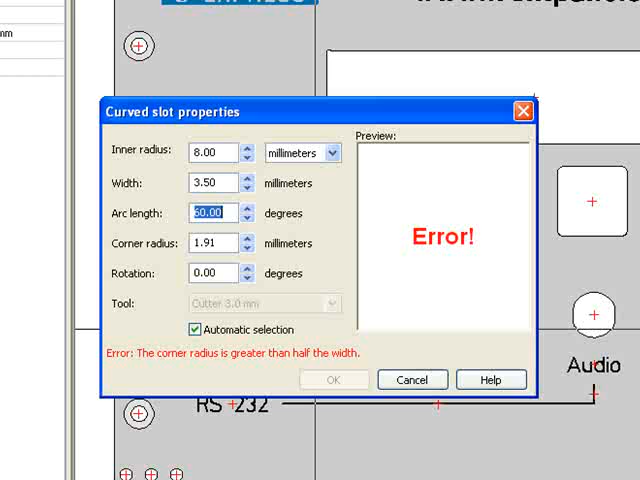 mm
Curved slot properties
Inner radius: 8.00 millimeters
Preview:
Width: 3.50 millimeters
Arc length: 60.00 degrees
Error!
Corner radius: 1.91 millimeters
Rotation: 0.00 degrees
Tool: Cutter 3.0 mm
Automatic selection
Error: The corner radius is greater than half the width.
OK Cancel Help
Audio
RS 232